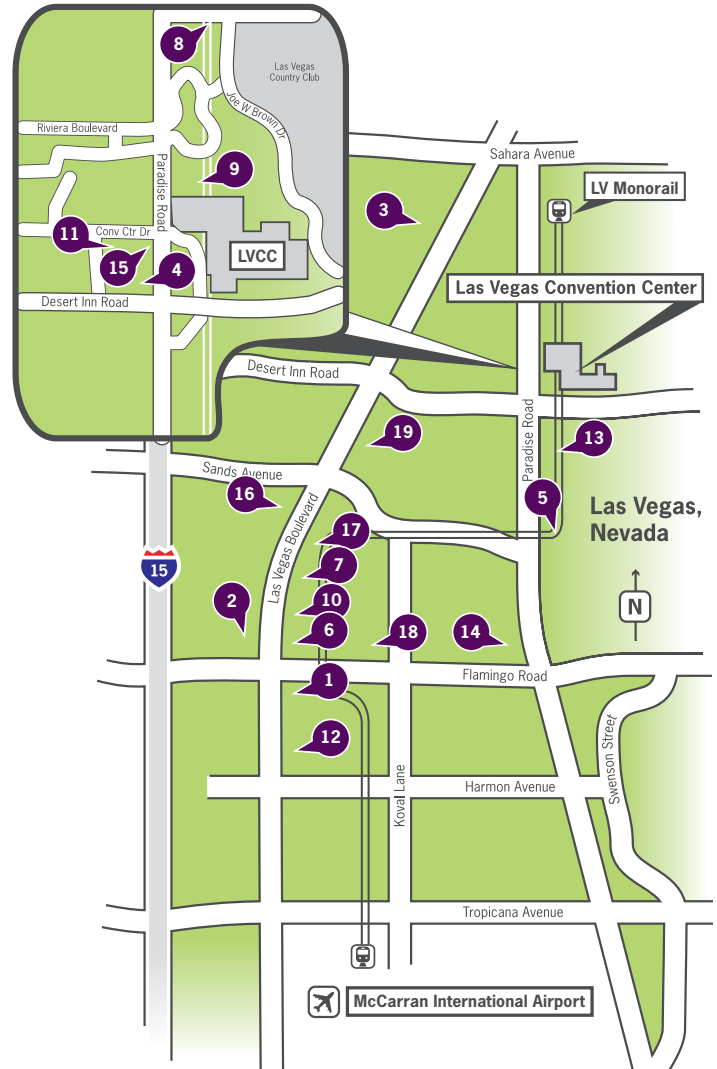 8
Las Vegas
Country Club
Joe W Brown Dr
Riviera Boulevard
Paradise Road
9
11
Conv Ctr Dr
15
4
LVCC
Desert Inn Road
Sahara Avenue
LV Monorail
3
Las Vegas Convention Center
Desert Inn Road
Paradise Road
19
13
Sands Avenue
16
5
Las Vegas,
Nevada
Las Vegas Boulevard
17
15
7
2
10
N
6
18
14
1
Flamingo Road
12
Swenson Street
Koval Lane
Harmon Avenue
Tropicana Avenue
McCarran International Airport